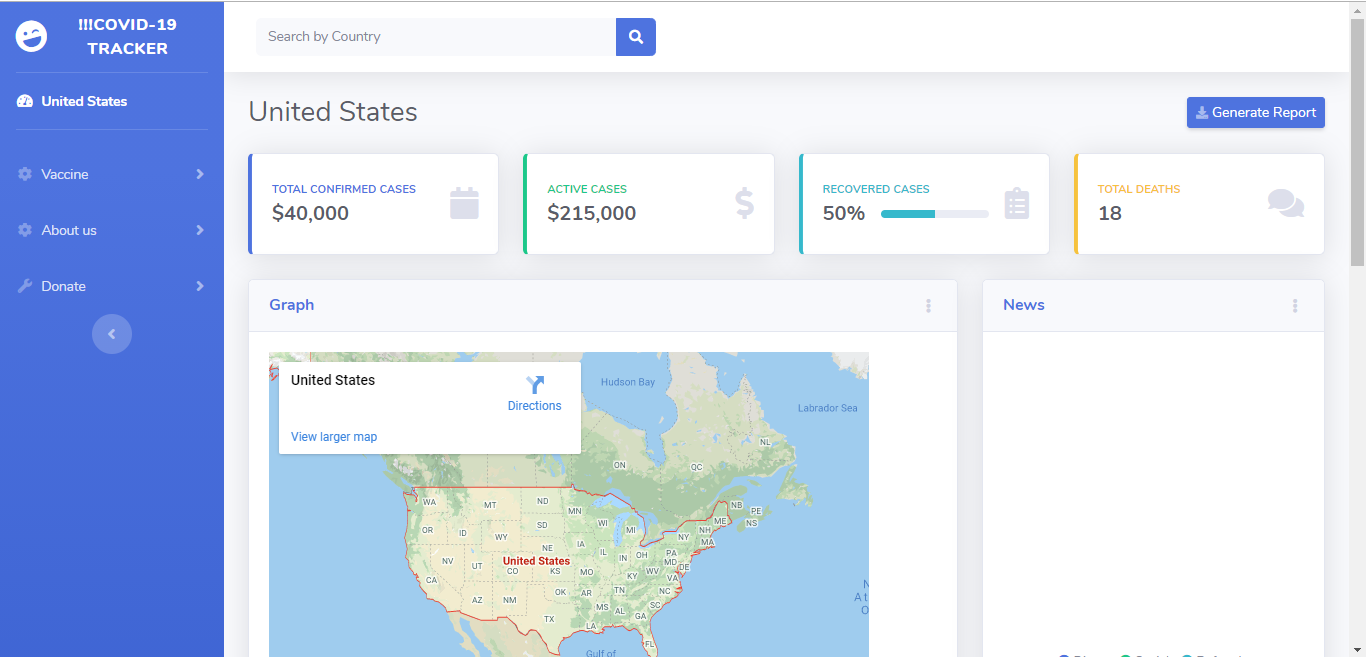 !!!COVID-19
TRACKER
United States
Vaccine
About us
Donate
Search by Country
United States
Generate Report
TOTAL CONFIRMED CASES
$40,000
ACTIVE CASES
$215,000
RECOVERED CASES
50%
TOTAL DEATHS
18
Graph
United States
Directions
View larger map
Hudson Bay
Labrador Sea
NL
ON
QC
NB
PE
NS
WA
MT
ND
MN
OR
ID
SD
WI
MI
ME
NH
NY
MA
WY
NE
IA
IL
IN
OH
PA
MD
DE
NV
UT
CO
United States
KS
MO
KY
WV
VA
CA
AZ
NM
OK
AR
TN
NC
SC
MS
AL
GA
TX
LA
FL
Gulf of
News